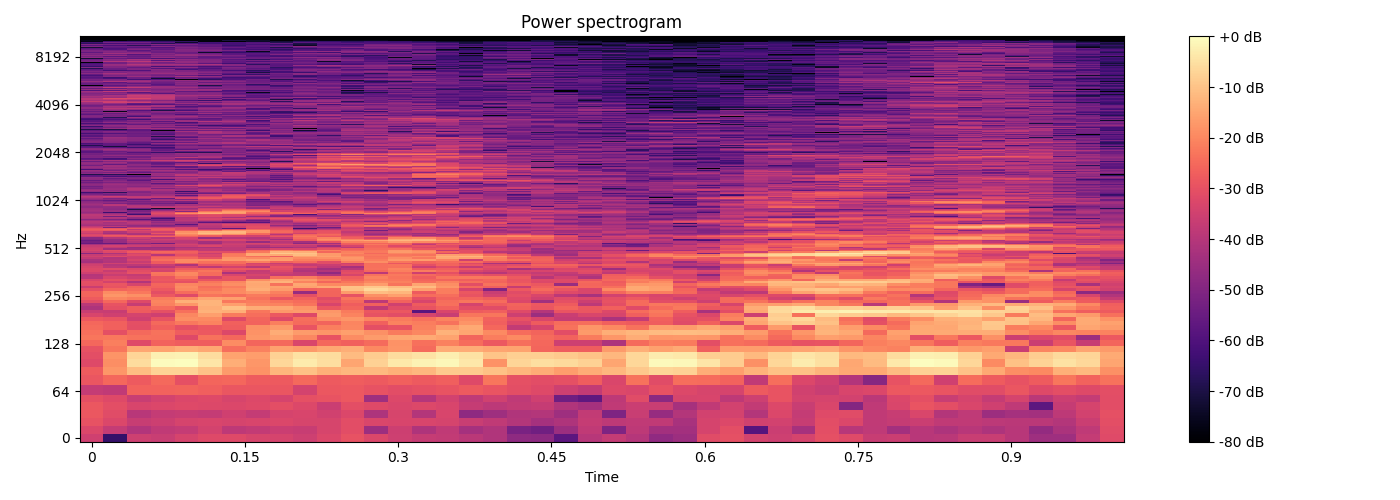 Power spectrogram
8192
4096
2048
1024
512
256
128
64
0
Hz
0 0.15 0.3 0.45 0.6 0.75 0.9
Time
+0 dB
-10 dB
-20 dB
-30 dB
-40 dB
-50 dB
-60 dB
-70 dB
-80 dB